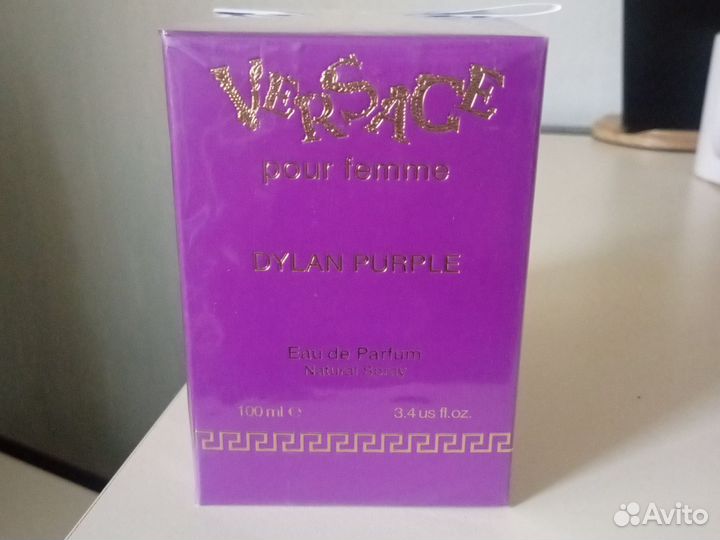 VERSACE
pour femme
DYLAN PURPLE
Eau de Parfum
Natural Spray
100 ml ℮ 3.4 us fl.oz.
Avito